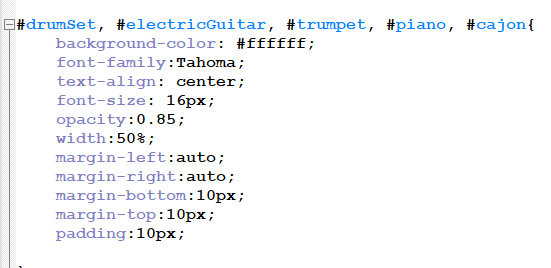 #drumSet, #electricGuitar, #trumpet, #piano, #cajon{
background-color: #ffffff;
font-family:Tahoma;
text-align: center;
font-size: 16px;
opacity:0.85;
width:50%;
margin-left:auto;
margin-right:auto;
margin-bottom:10px;
margin-top:10px;
padding:10px;